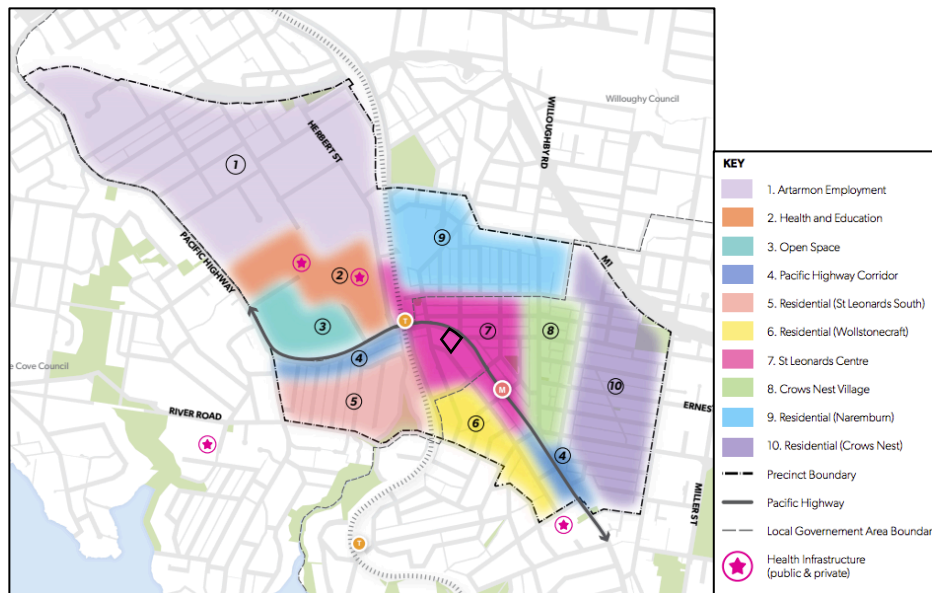 Willoughy Council
WILLOUGHBY RD
HERBERT ST
1
9
MI
2
PACIFIC HIGHWAY
3
T
7
8
4
M
10
e Cove Council
5
ERNEST
RIVER ROAD
6
4
MILLER ST
T
KEY
1. Artarmon Employment
2. Health and Education
3. Open Space
4. Pacific Highway Corridor
5. Residential (St Leonards South)
6. Residential (Wollstonecraft)
7. St Leonards Centre
8. Crows Nest Village
9. Residential (Naremburn)
10. Residential (Crows Nest)
Precinct Boundary
Pacific Highway
Local Governement Area Boundar
Health Infrastructure
(public & private)